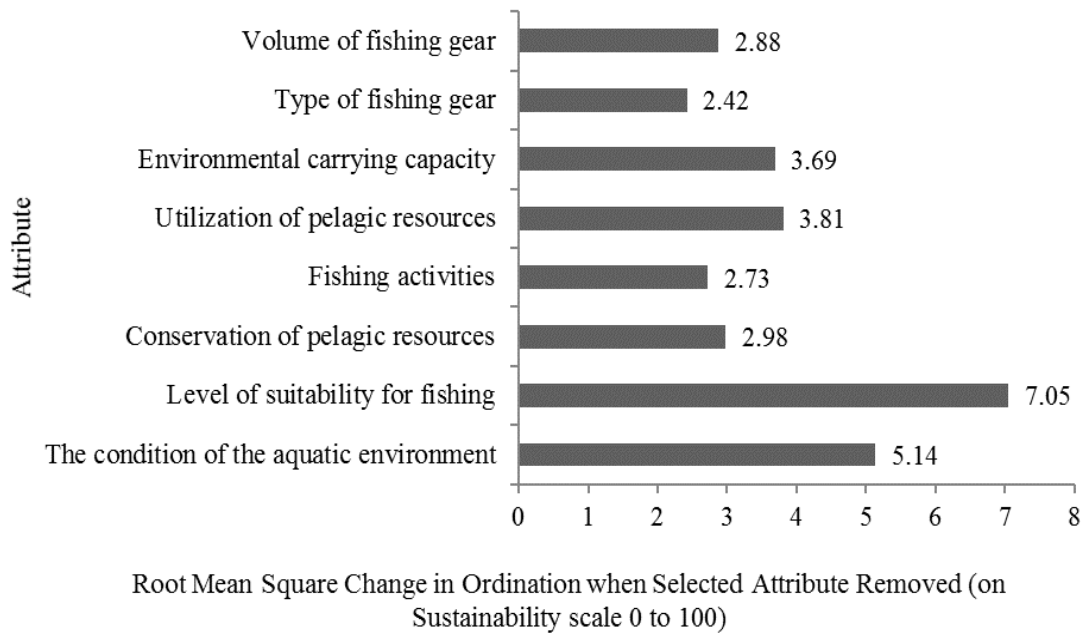 Volume of fishing gear 2.88
Type of fishing gear 2.42
Environmental carrying capacity 3.69
Utilization of pelagic resources 3.81
Fishing activities 2.73
Conservation of pelagic resources 2.98
Level of suitability for fishing 7.05
The condition of the aquatic environment 5.14
Attribute
0 1 2 3 4 5 6 7 8
Root Mean Square Change in Ordination when Selected Attribute Removed (on
Sustainability scale 0 to 100)